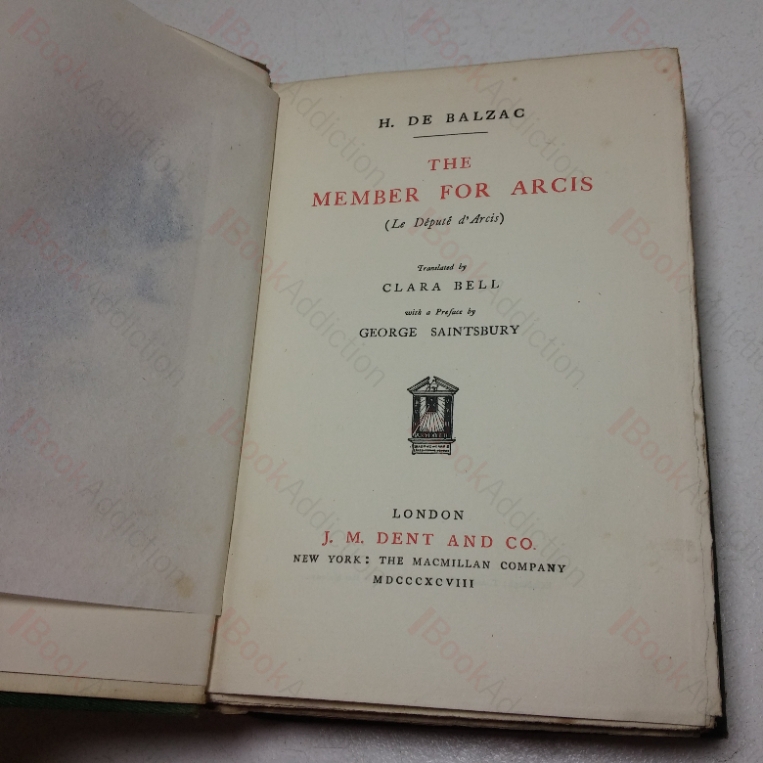 H. DE BALZAC
THE
MEMBER FOR ARCIS
(Le Député d'Arcis)
Translated by
CLARA BELL
with a Preface by
GEORGE SAINTSBURY
LONDON
J. M. DENT AND CO.
NEW YORK: THE MACMILLAN COMPANY
MDCCCXCVIII
BookAddiction